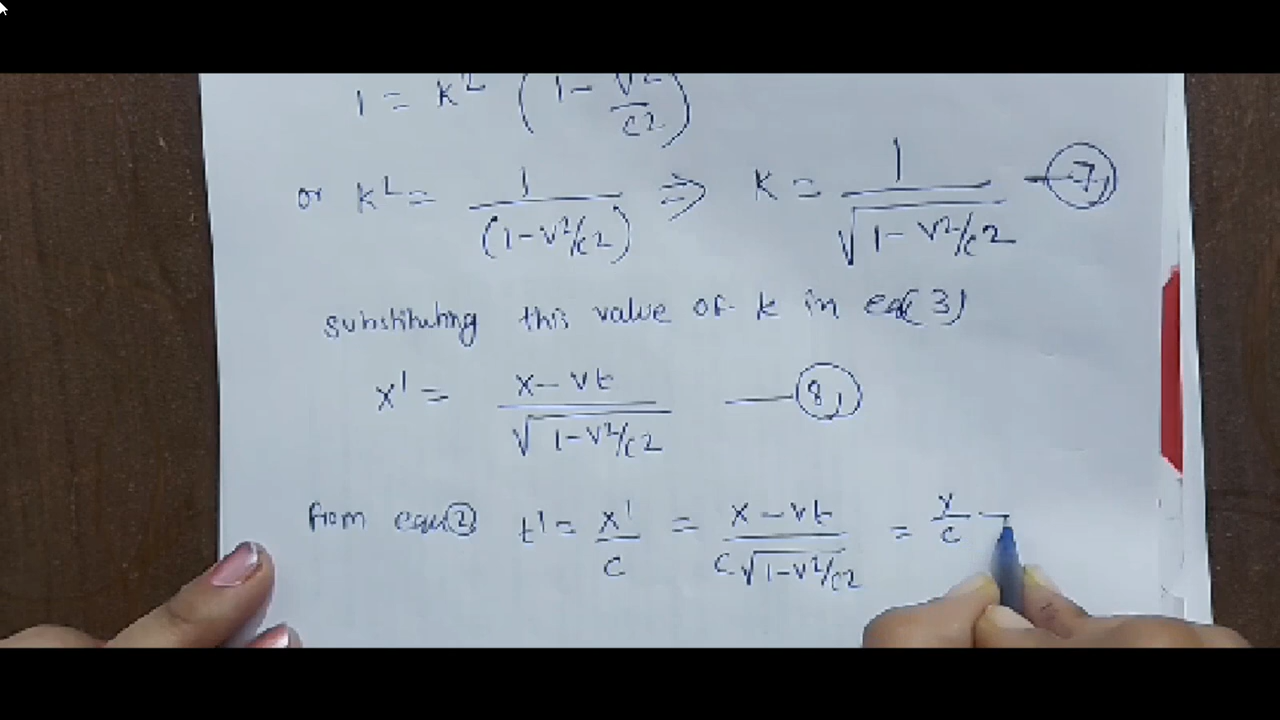 1 = K² (1 - V²/c2)
or K² = 1/(1-V²/c2) ⇒ K = 1/√1-V²/c2 — 7,
substituting this value of k in eq(3)
x' = x-vt/√1-V²/c2 — 8,
from equ② t' = x'/c = x-vt/c√1-V²/c2 = x/c -